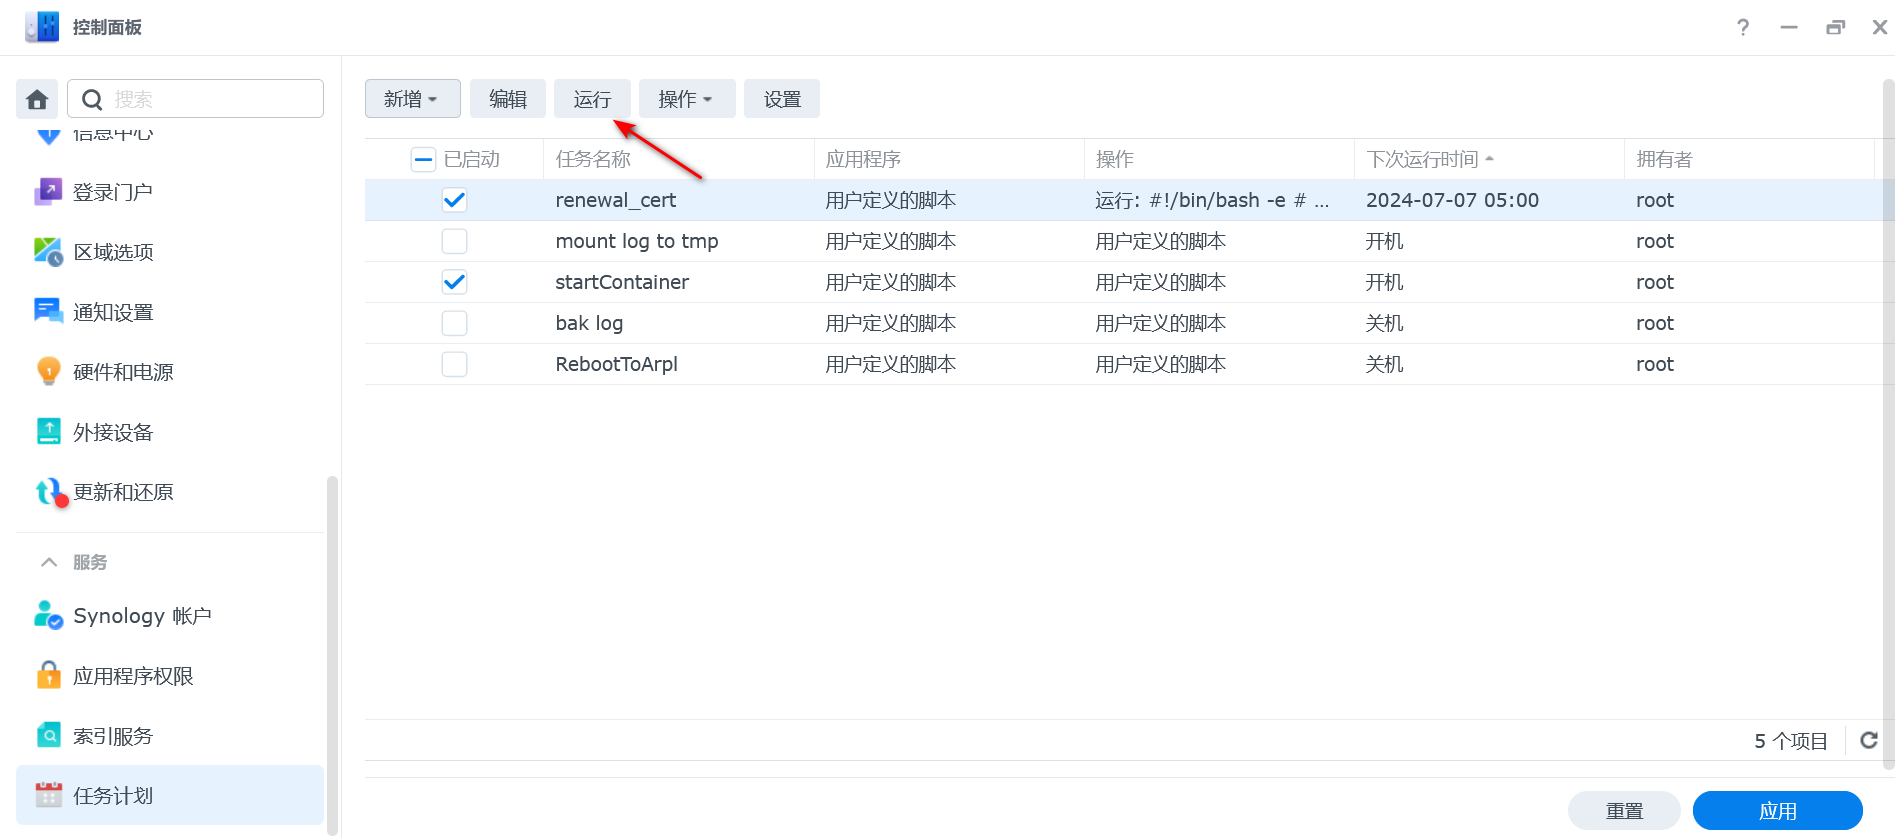 控制面板
搜索
信息中心
登录门户
区域选项
通知设置
硬件和电源
外接设备
更新和还原
服务
Synology 帐户
应用程序权限
索引服务
任务计划
新增 编辑 运行 操作 设置
已启动 任务名称 应用程序 操作 下次运行时间 拥有者
renewal_cert 用户定义的脚本 运行: #!/bin/bash -e # ... 2024-07-07 05:00 root
mount log to tmp 用户定义的脚本 用户定义的脚本 开机 root
startContainer 用户定义的脚本 用户定义的脚本 开机 root
bak log 用户定义的脚本 用户定义的脚本 关机 root
RebootToArpl 用户定义的脚本 用户定义的脚本 关机 root
5 个项目
重置 应用